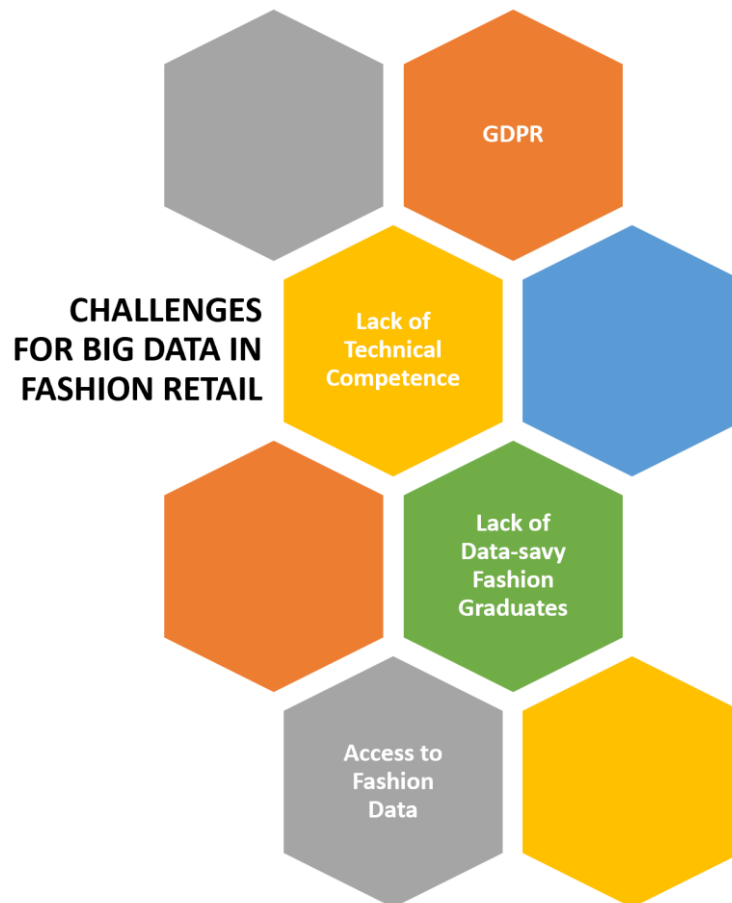 GDPR
CHALLENGES
FOR BIG DATA IN
FASHION RETAIL
Lack of
Technical
Competence
Lack of
Data-savy
Fashion
Graduates
Access to
Fashion
Data